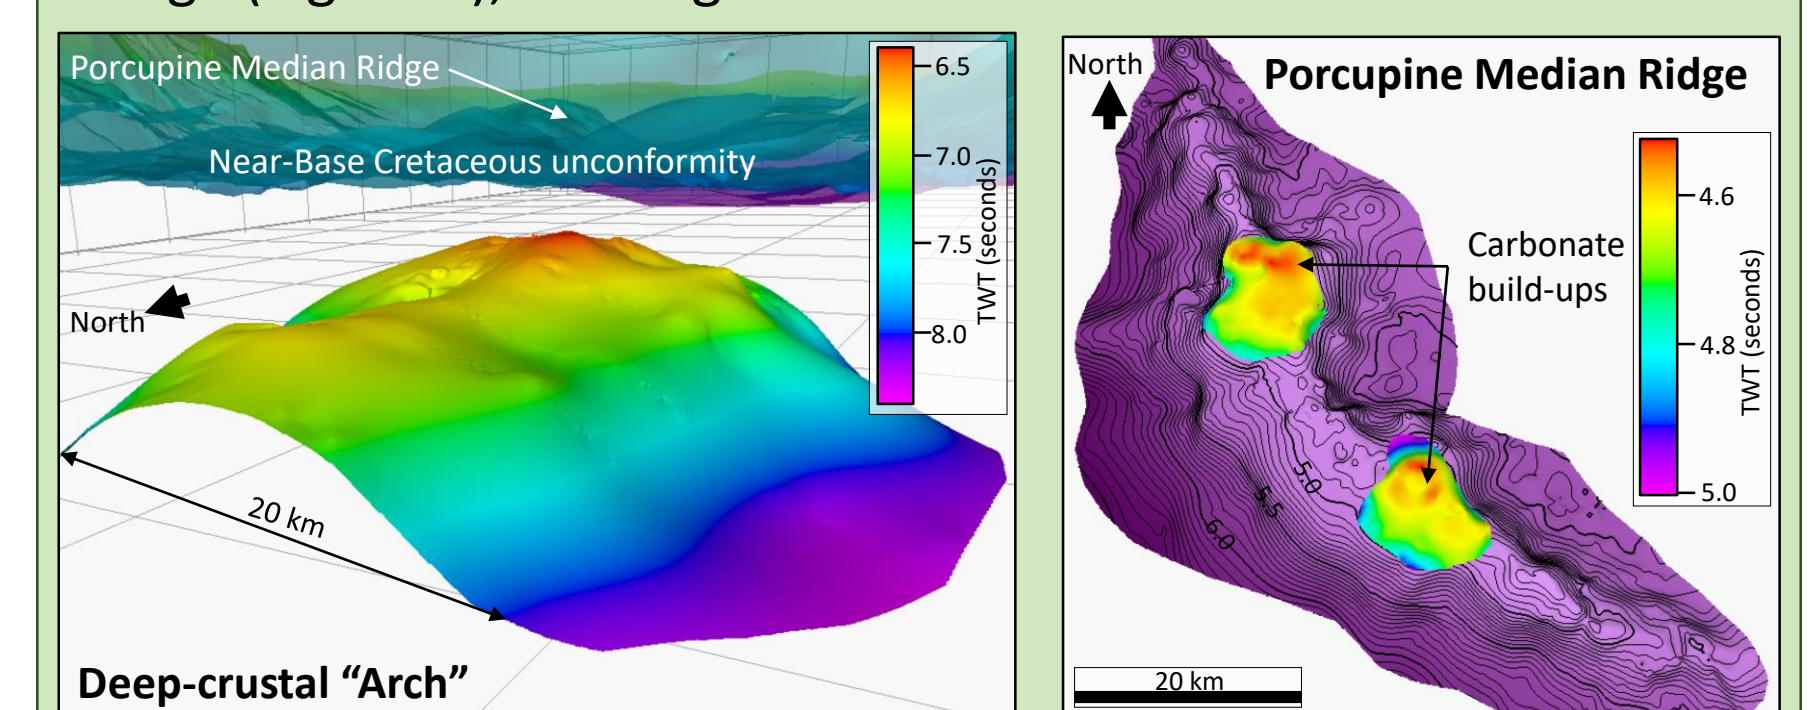 Porcupine Median Ridge
Near-Base Cretaceous unconformity
6.5
7.0
7.5
8.0
TWT (seconds)
North
20 km
Deep-crustal “Arch”
North
Porcupine Median Ridge
Carbonate
build-ups
4.6
4.8
5.0
TWT (seconds)
5.0
5.5
6.0
20 km